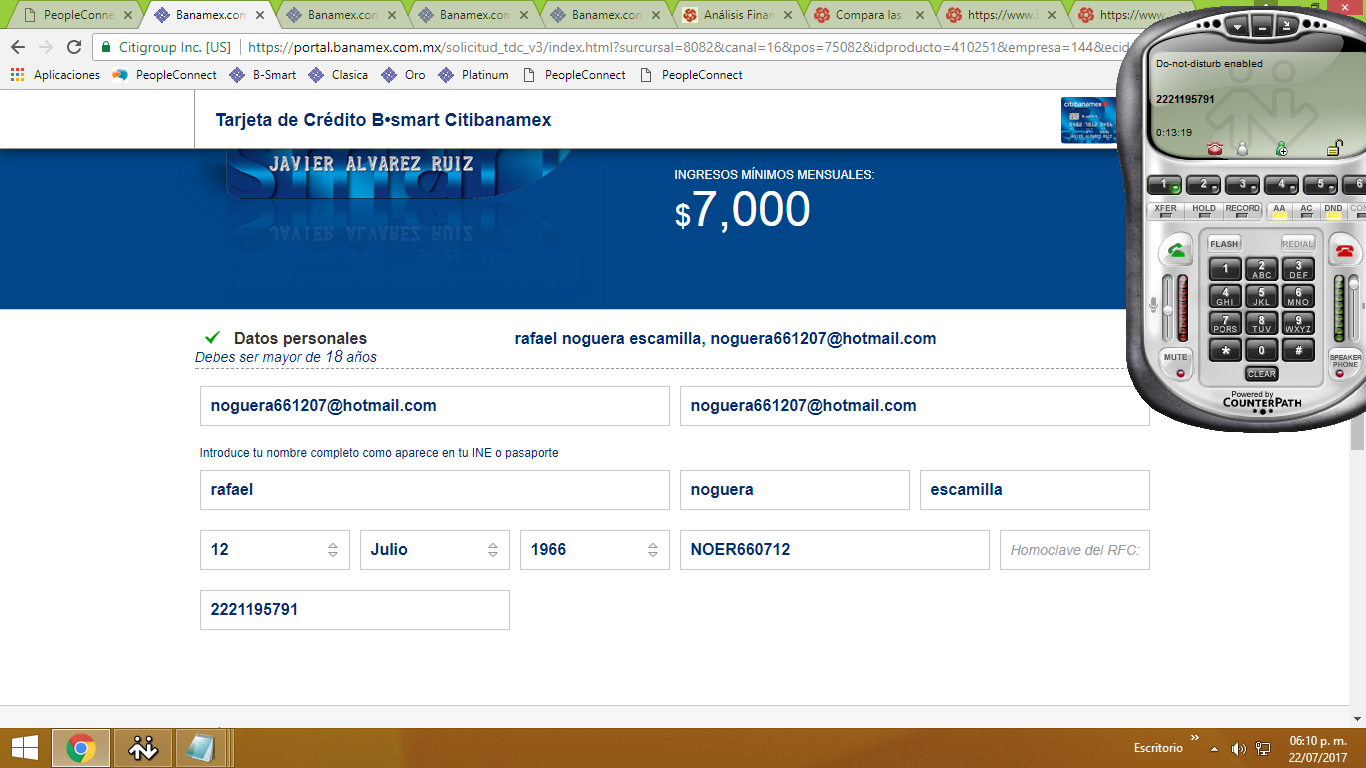 PeopleConne
Banamex.com
Banamex.com
Banamex.com
Banamex.com
Análisis Finan
Compara las
https://www.
https://www.
Citigroup Inc. [US]
https://portal.banamex.com.mx/solicitud_tdc_v3/index.html?surcursal=8082&canal=16&pos=75082&idproducto=410251&empresa=144&ecid
Aplicaciones
PeopleConnect
B-Smart
Clasica
Oro
Platinum
PeopleConnect
PeopleConnect
Tarjeta de Crédito B•smart Citibanamex
citibanamex
JAVIER ALVAREZ RUIZ
INGRESOS MÍNIMOS MENSUALES:
$7,000
Datos personales
rafael noguera escamilla, noguera661207@hotmail.com
Debes ser mayor de 18 años
noguera661207@hotmail.com
noguera661207@hotmail.com
Introduce tu nombre completo como aparece en tu INE o pasaporte
rafael
noguera
escamilla
12
Julio
1966
NOER660712
Homoclave del RFC:
2221195791
Do-not-disturb enabled
2221195791
0:13:19
1 2 3 4 5 6
XFER HOLD RECORD AA AC DND CON
FLASH REDIAL
1 2 ABC 3 DEF
4 GHI 5 JKL 6 MNO
7 PQRS 8 TUV 9 WXYZ
* 0 #
MUTE
CLEAR
SPEAKER
PHONE
Powered by
COUNTERPATH
Escritorio
06:10 p. m.
22/07/2017